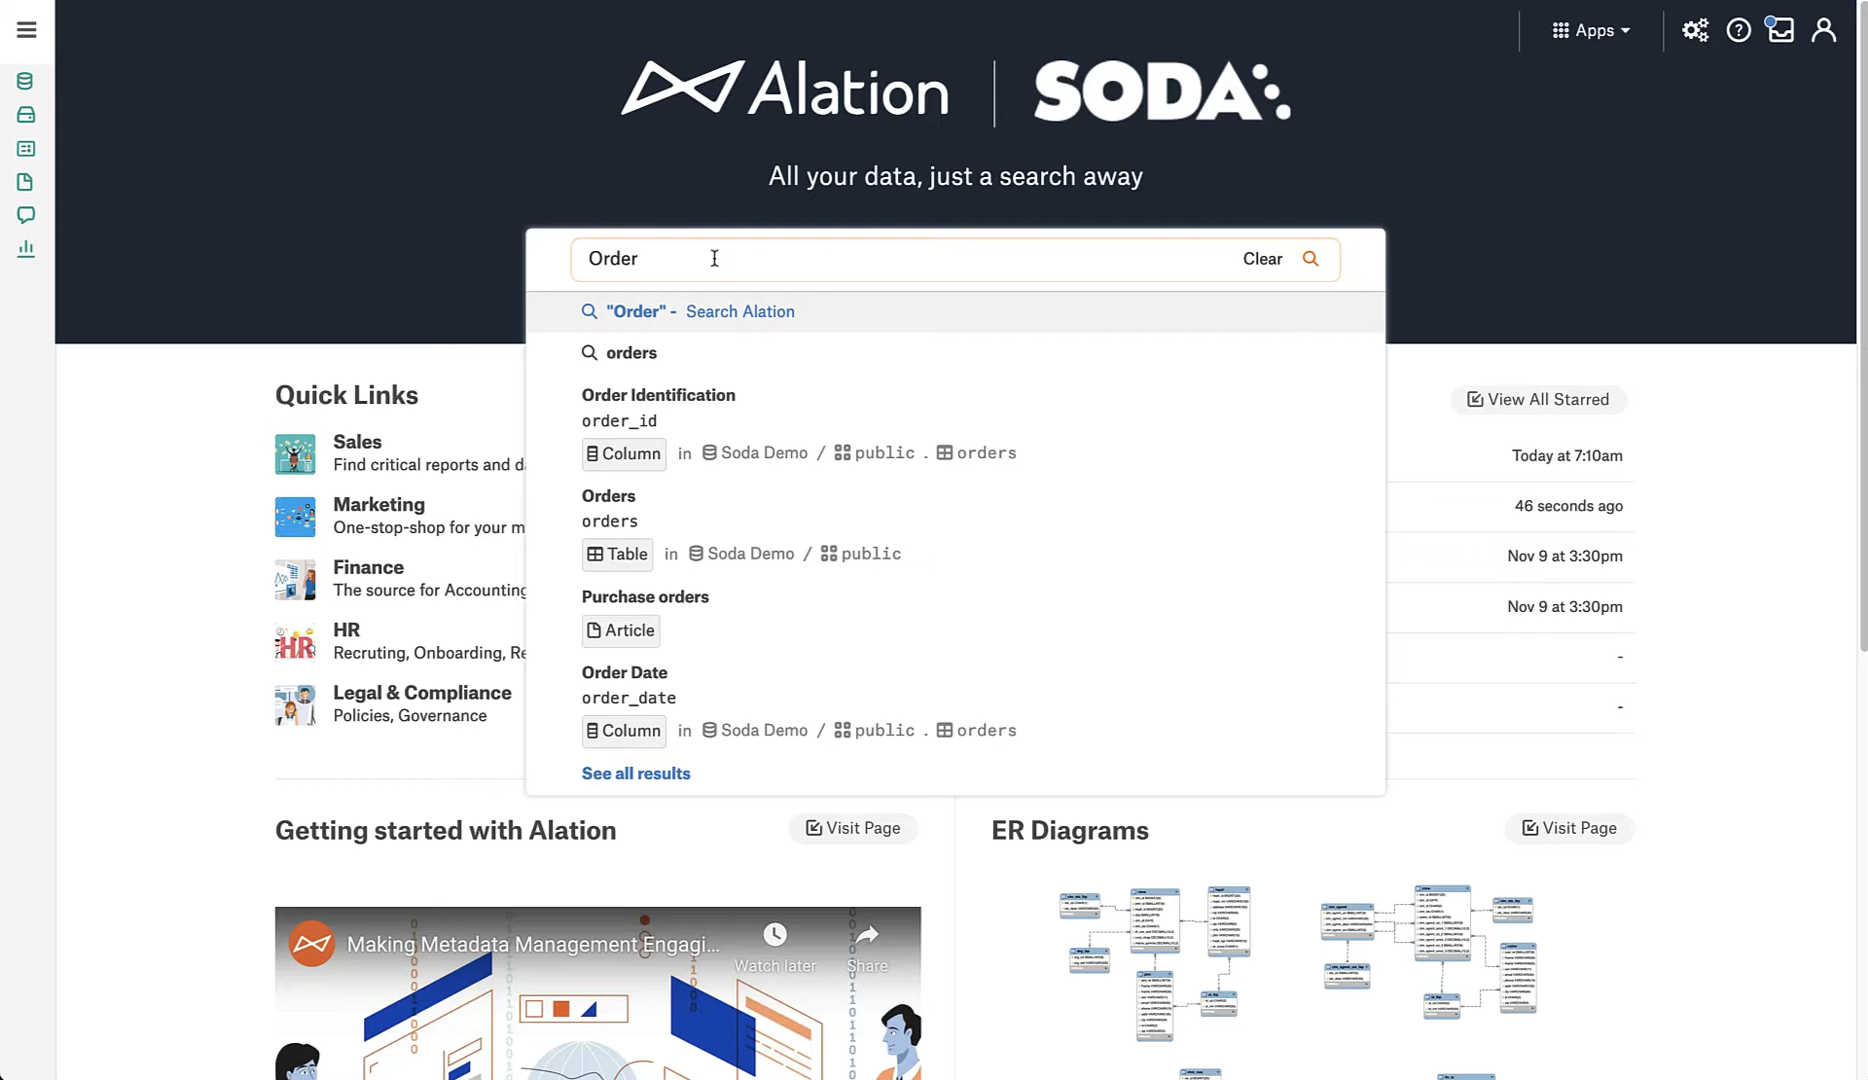 Apps
Alation
SODA
All your data, just a search away
Order
Clear
"Order" - Search Alation
orders
Order Identification
order_id
Column in Soda Demo / public . orders
Orders
orders
Table in Soda Demo / public
Purchase orders
Article
Order Date
order_date
Column in Soda Demo / public . orders
See all results
Quick Links
Sales
Find critical reports and d
Marketing
One-stop-shop for your m
Finance
The source for Accounting
HR
HR
Recruting, Onboarding, Re
Legal & Compliance
Policies, Governance
View All Starred
Today at 7:10am
46 seconds ago
Nov 9 at 3:30pm
Nov 9 at 3:30pm
-
-
Getting started with Alation
Visit Page
Making Metadata Management Engagi...
Watch later
Share
ER Diagrams
Visit Page